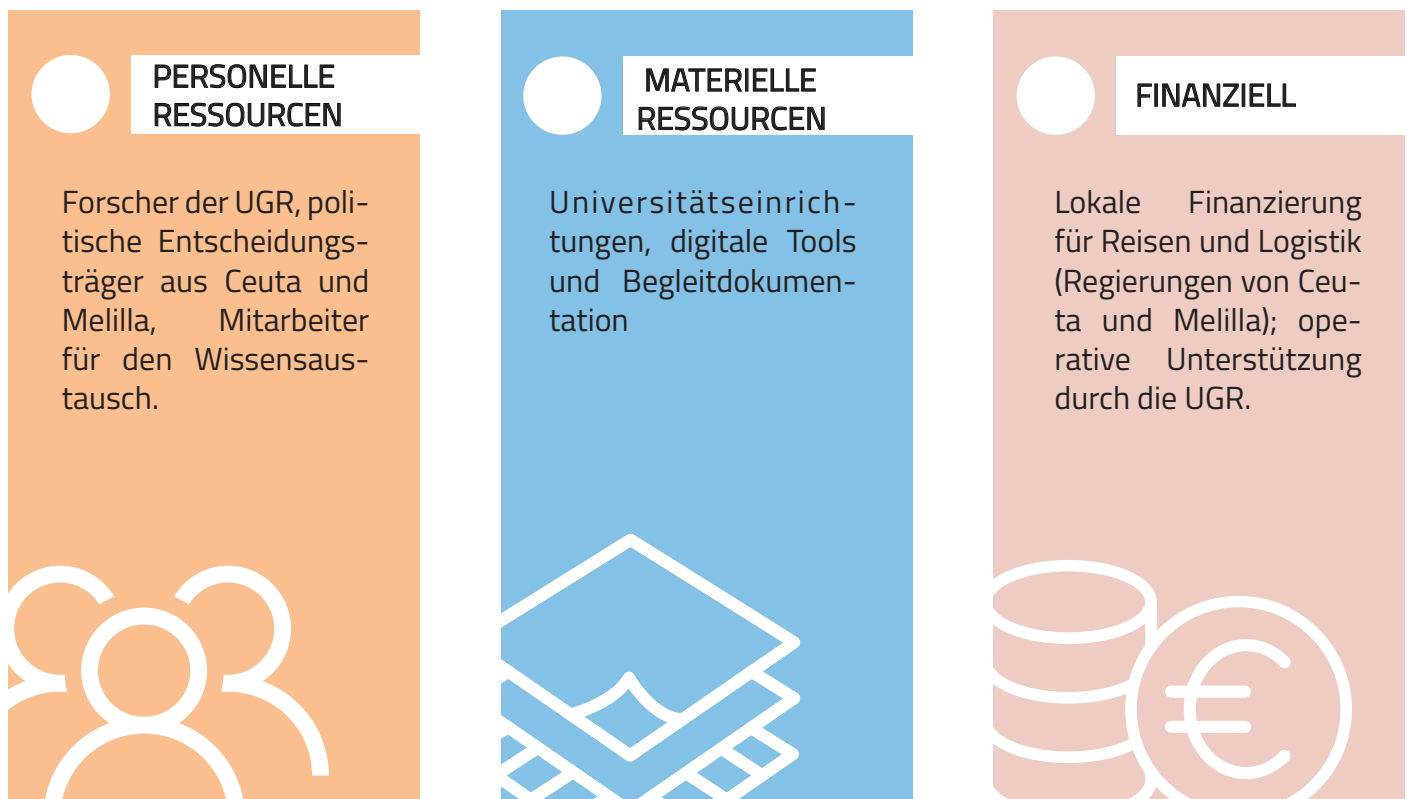 PERSONELLE
RESSOURCEN
Forscher der UGR, poli-
tische Entscheidungs-
träger aus Ceuta und
Melilla, Mitarbeiter
für den Wissensaus-
tausch.
MATERIELLE
RESSOURCEN
Universitätseinrich-
tungen, digitale Tools
und Begleitdokumen-
tation
FINANZIELL
Lokale Finanzierung
für Reisen und Logistik
(Regierungen von Ceu-
ta und Melilla); ope-
rative Unterstützung
durch die UGR.